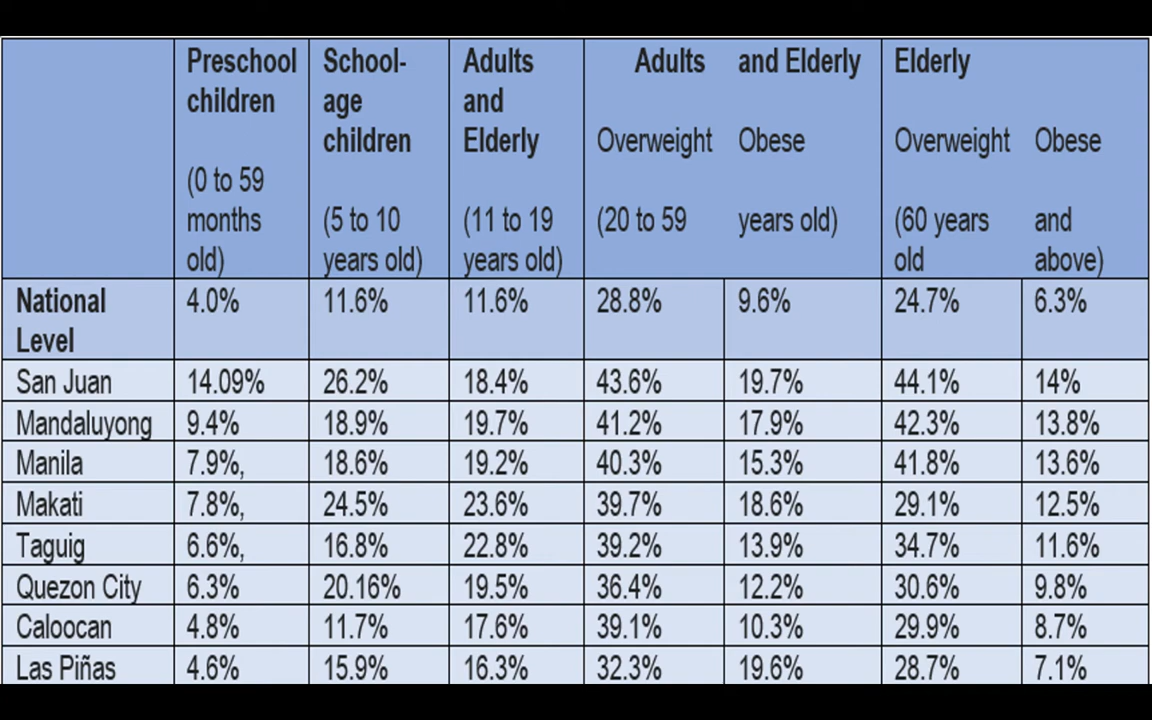 Preschool School- Adults Adults and Elderly Elderly
children age and
children Elderly Overweight Obese Overweight Obese
(0 to 59
months (5 to 10 (11 to 19 (20 to 59 years old) (60 years and
old) years old) years old) old above)
National 4.0% 11.6% 11.6% 28.8% 9.6% 24.7% 6.3%
Level
San Juan 14.09% 26.2% 18.4% 43.6% 19.7% 44.1% 14%
Mandaluyong 9.4% 18.9% 19.7% 41.2% 17.9% 42.3% 13.8%
Manila 7.9%, 18.6% 19.2% 40.3% 15.3% 41.8% 13.6%
Makati 7.8%, 24.5% 23.6% 39.7% 18.6% 29.1% 12.5%
Taguig 6.6%, 16.8% 22.8% 39.2% 13.9% 34.7% 11.6%
Quezon City 6.3% 20.16% 19.5% 36.4% 12.2% 30.6% 9.8%
Caloocan 4.8% 11.7% 17.6% 39.1% 10.3% 29.9% 8.7%
Las Piñas 4.6% 15.9% 16.3% 32.3% 19.6% 28.7% 7.1%